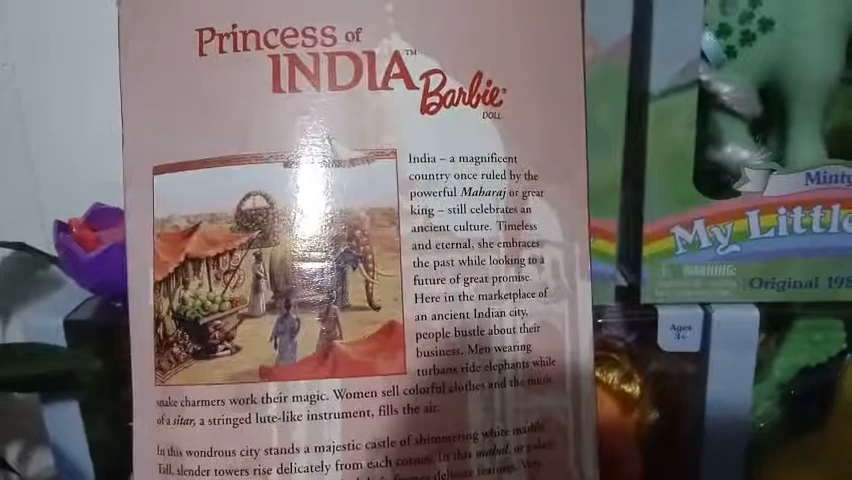 Princess of
INDIA™
Barbie®
DOLL
India – a magnificent
country once ruled by the
powerful Maharaj or great
king – still celebrates an
ancient culture. Timeless
and eternal, she embraces
the past while looking to a
future of great promise.
Here in the marketplace of
an ancient Indian city,
people bustle about their
business. Men wearing
turbans ride elephants while
snake charmers work their magic. Women sell colorful clothes and the music
of a sitar, a stringed lute-like instrument, fills the air.
In this wondrous city stands a majestic castle of shimmering white marble.
Tall, slender towers rise delicately from each corner. In this mahal, or palace
delicate
Minty
My Little
WARNING:
Original 198
Ages
3+